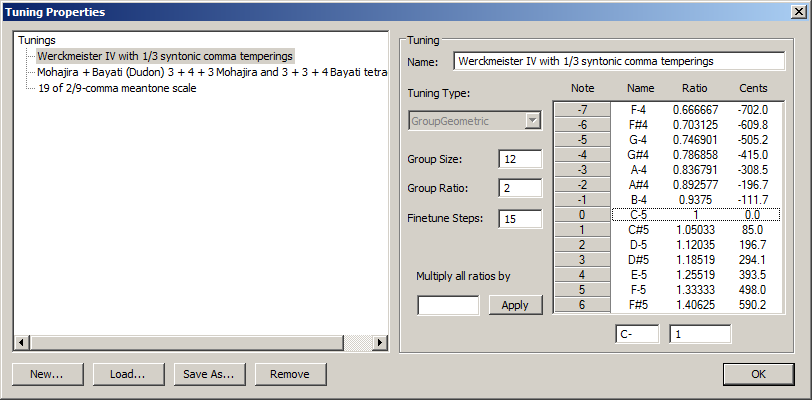 Tuning Properties
Tunings
Werckmeister IV with 1/3 syntonic comma temperings
Mohajira + Bayati (Dudon) 3 + 4 + 3 Mohajira and 3 + 3 + 4 Bayati tetra
19 of 2/9-comma meantone scale
Tuning
Name: Werckmeister IV with 1/3 syntonic comma temperings
Tuning Type:
GroupGeometric
Group Size: 12
Group Ratio: 2
Finetune Steps: 15
Multiply all ratios by
Apply
Note Name Ratio Cents
-7 F-4 0.666667 -702.0
-6 F#4 0.703125 -609.8
-5 G-4 0.746901 -505.2
-4 G#4 0.786858 -415.0
-3 A-4 0.836791 -308.5
-2 A#4 0.892577 -196.7
-1 B-4 0.9375 -111.7
0 C-5 1 0.0
1 C#5 1.05033 85.0
2 D-5 1.12035 196.7
3 D#5 1.18519 294.1
4 E-5 1.25519 393.5
5 F-5 1.33333 498.0
6 F#5 1.40625 590.2
C- 1
New... Load... Save As... Remove OK